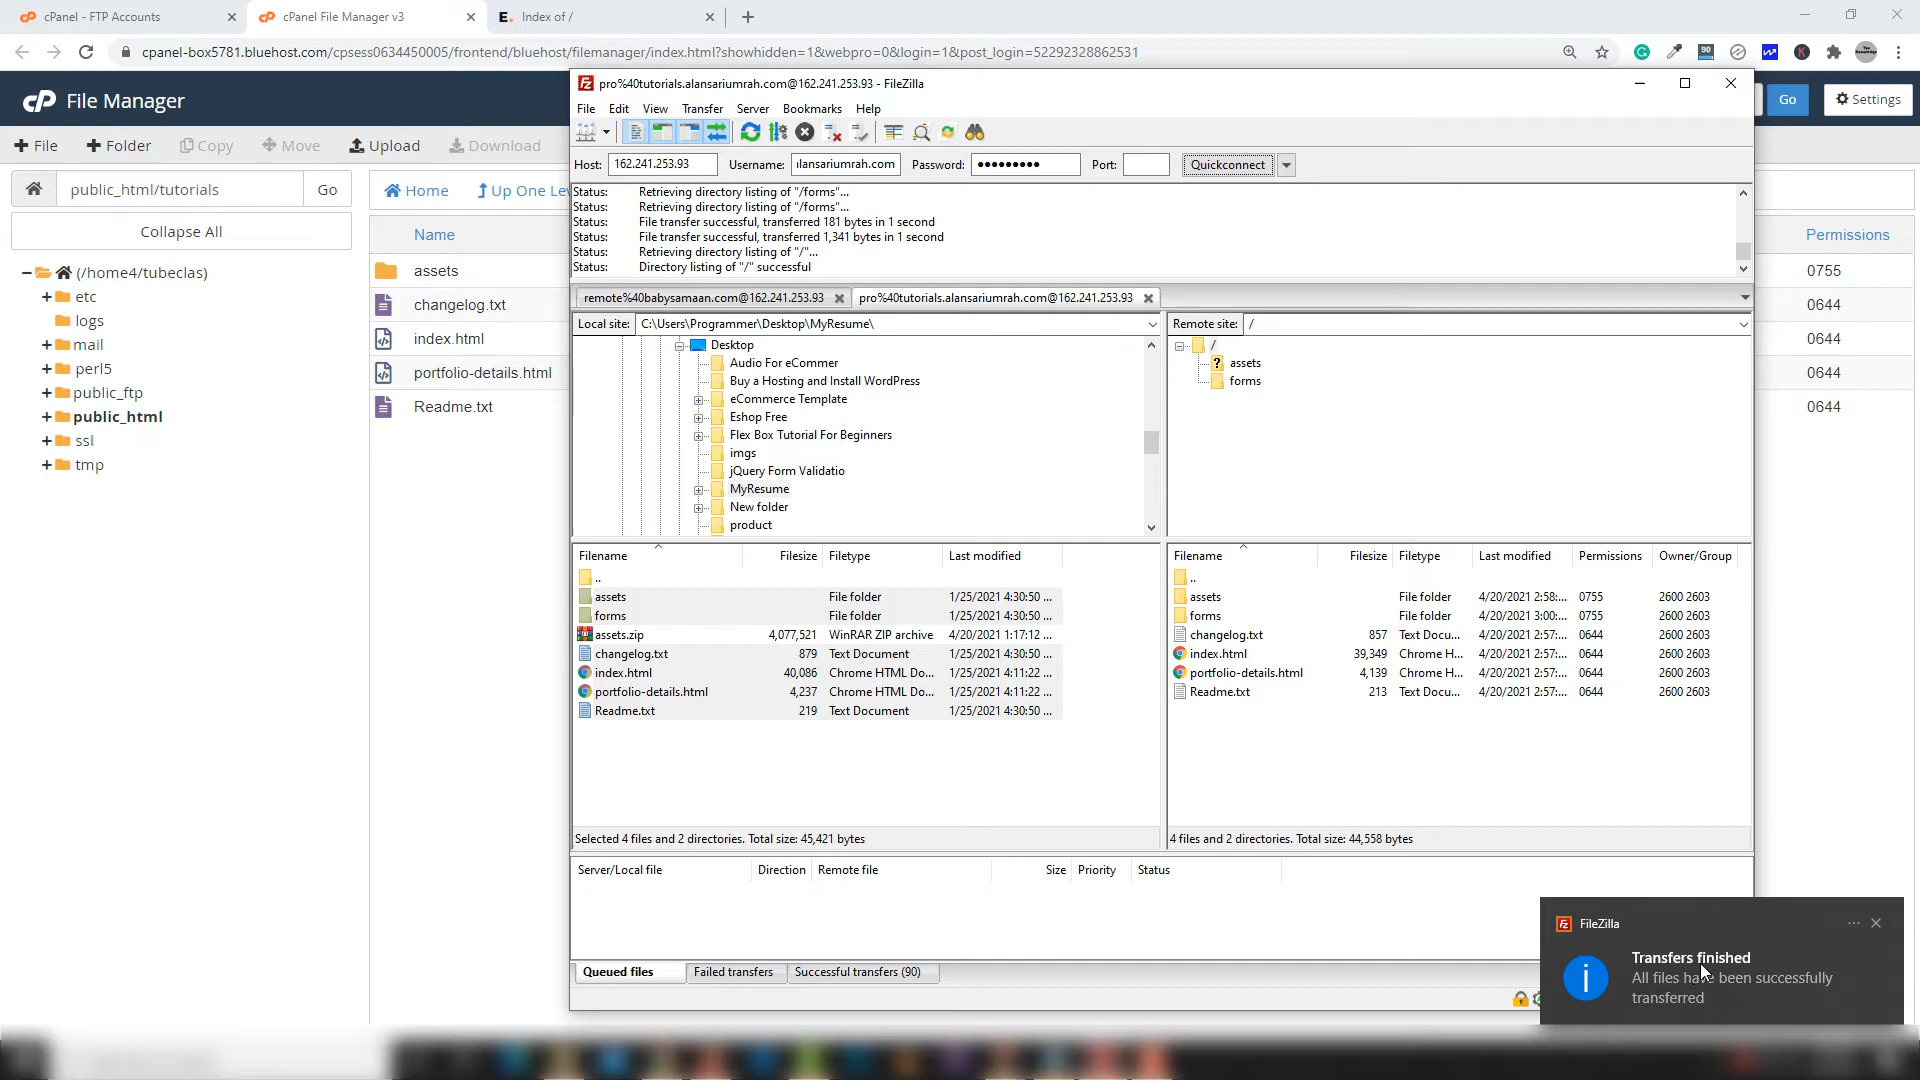 cPanel - FTP Accounts
cPanel File Manager v3
E. Index of /
cpanel-box5781.bluehost.com/cpsess0634450005/frontend/bluehost/filemanager/index.html?showhidden=1&webpro=0&login=1&post_login=52292328862531
cP File Manager
Go
Settings
File
Folder
Copy
Move
Upload
Download
public_html/tutorials
Go
Home
Up One Lev
Collapse All
(/home4/tubeclas)
etc
logs
mail
perl5
public_ftp
public_html
ssl
tmp
Name
Permissions
assets
0755
changelog.txt
0644
index.html
0644
portfolio-details.html
0644
Readme.txt
0644
pro%40tutorials.alansariumrah.com@162.241.253.93 - FileZilla
File Edit View Transfer Server Bookmarks Help
Host: 162.241.253.93 Username: ılansariumrah.com Password: ●●●●●●●●● Port: Quickconnect
Status: Retrieving directory listing of "/forms"...
Status: Retrieving directory listing of "/forms"...
Status: File transfer successful, transferred 181 bytes in 1 second
Status: File transfer successful, transferred 1,341 bytes in 1 second
Status: Retrieving directory listing of "/"...
Status: Directory listing of "/" successful
remote%40babysamaan.com@162.241.253.93
pro%40tutorials.alansariumrah.com@162.241.253.93
Local site: C:\Users\Programmer\Desktop\MyResume\
Desktop
Audio For eCommer
Buy a Hosting and Install WordPress
eCommerce Template
Eshop Free
Flex Box Tutorial For Beginners
imgs
jQuery Form Validatio
MyResume
New folder
product
Remote site: /
/
? assets
forms
Filename Filesize Filetype Last modified
..
assets File folder 1/25/2021 4:30:50 ...
forms File folder 1/25/2021 4:30:50 ...
assets.zip 4,077,521 WinRAR ZIP archive 4/20/2021 1:17:12 ...
changelog.txt 879 Text Document 1/25/2021 4:30:50 ...
index.html 40,086 Chrome HTML Do... 1/25/2021 4:11:22 ...
portfolio-details.html 4,237 Chrome HTML Do... 1/25/2021 4:11:22 ...
Readme.txt 219 Text Document 1/25/2021 4:30:50 ...
Selected 4 files and 2 directories. Total size: 45,421 bytes
Filename Filesize Filetype Last modified Permissions Owner/Group
..
assets File folder 4/20/2021 2:58:... 0755 2600 2603
forms File folder 4/20/2021 3:00:... 0755 2600 2603
changelog.txt 857 Text Docu... 4/20/2021 2:57:... 0644 2600 2603
index.html 39,349 Chrome H... 4/20/2021 2:57:... 0644 2600 2603
portfolio-details.html 4,139 Chrome H... 4/20/2021 2:57:... 0644 2600 2603
Readme.txt 213 Text Docu... 4/20/2021 2:57:... 0644 2600 2603
4 files and 2 directories. Total size: 44,558 bytes
Server/Local file Direction Remote file Size Priority Status
Queued files Failed transfers Successful transfers (90)
FileZilla
Transfers finished
All files have been successfully
transferred